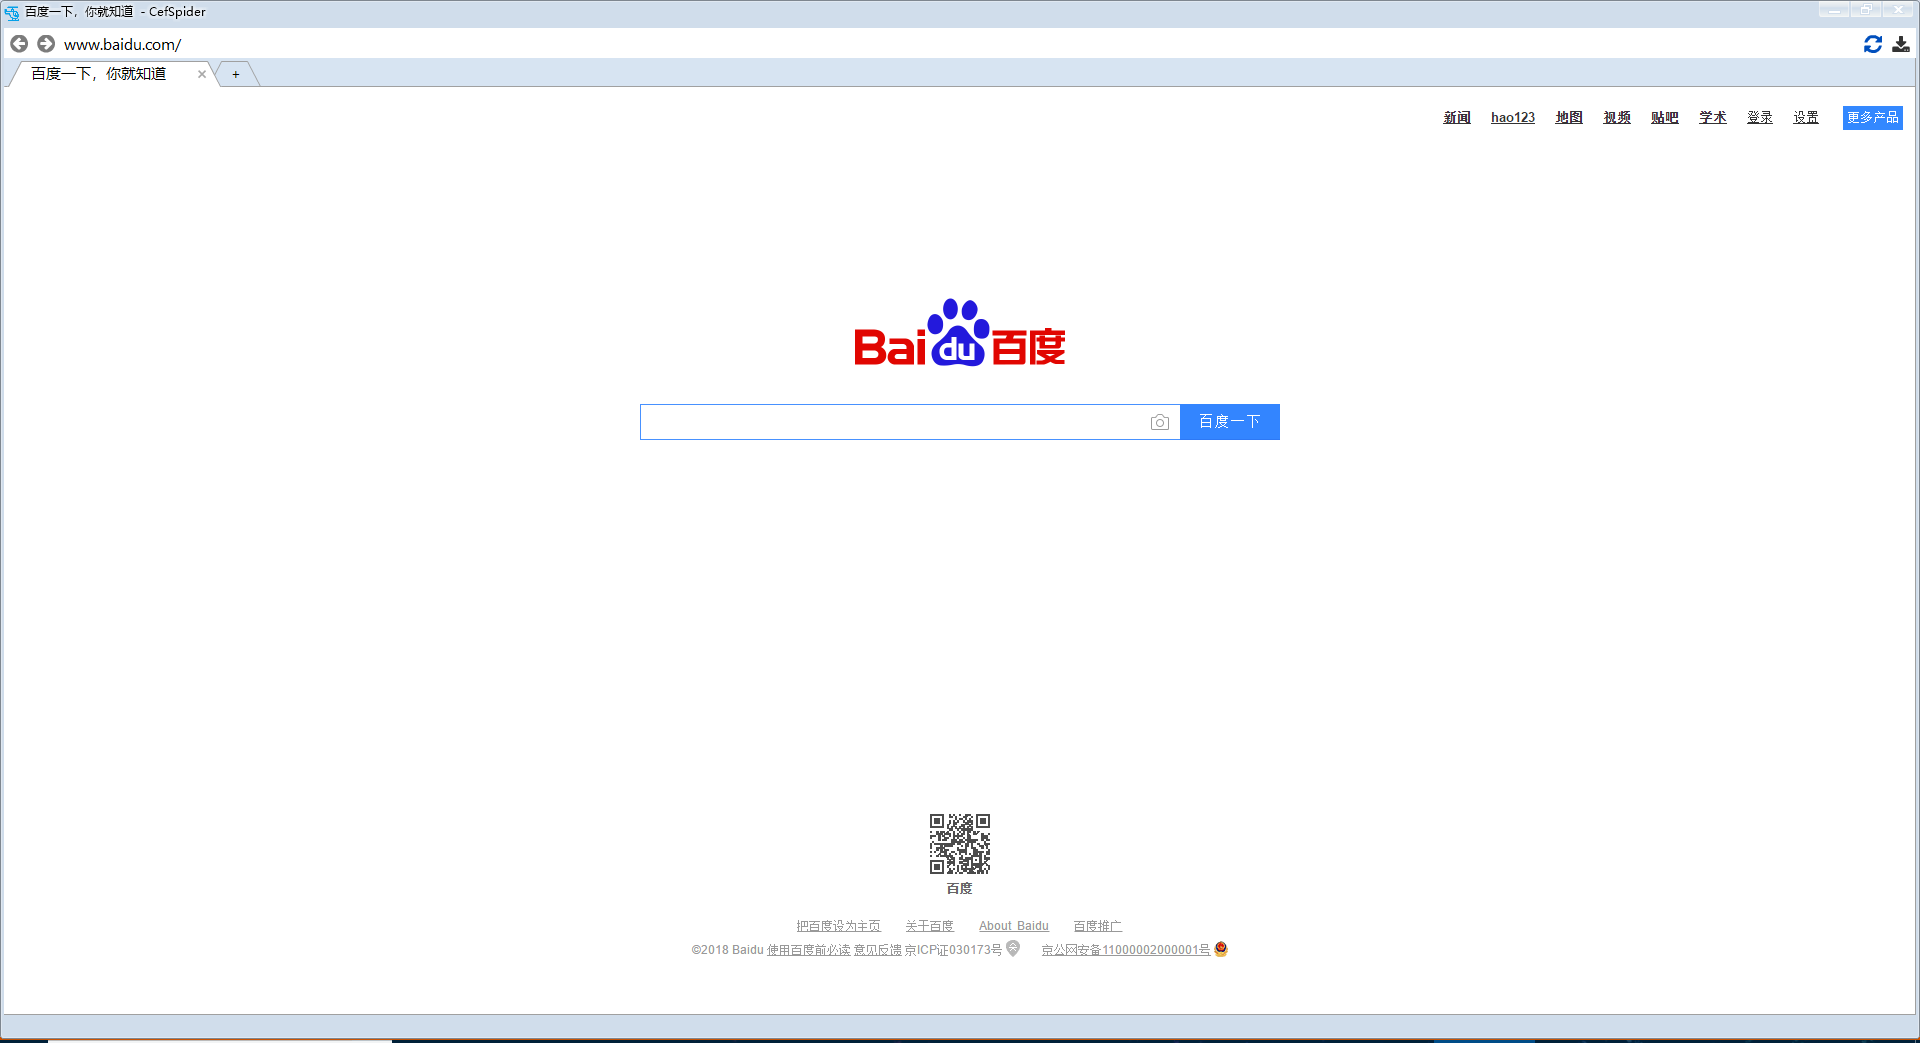 百度一下，你就知道 - CefSpider
www.baidu.com/
百度一下，你就知道 × +
新闻 hao123 地图 视频 贴吧 学术 登录 设置 更多产品
Bai du 百度
百度一下
百度
把百度设为主页 关于百度 About Baidu 百度推广
©2018 Baidu 使用百度前必读 意见反馈 京ICP证030173号 京公网安备11000002000001号